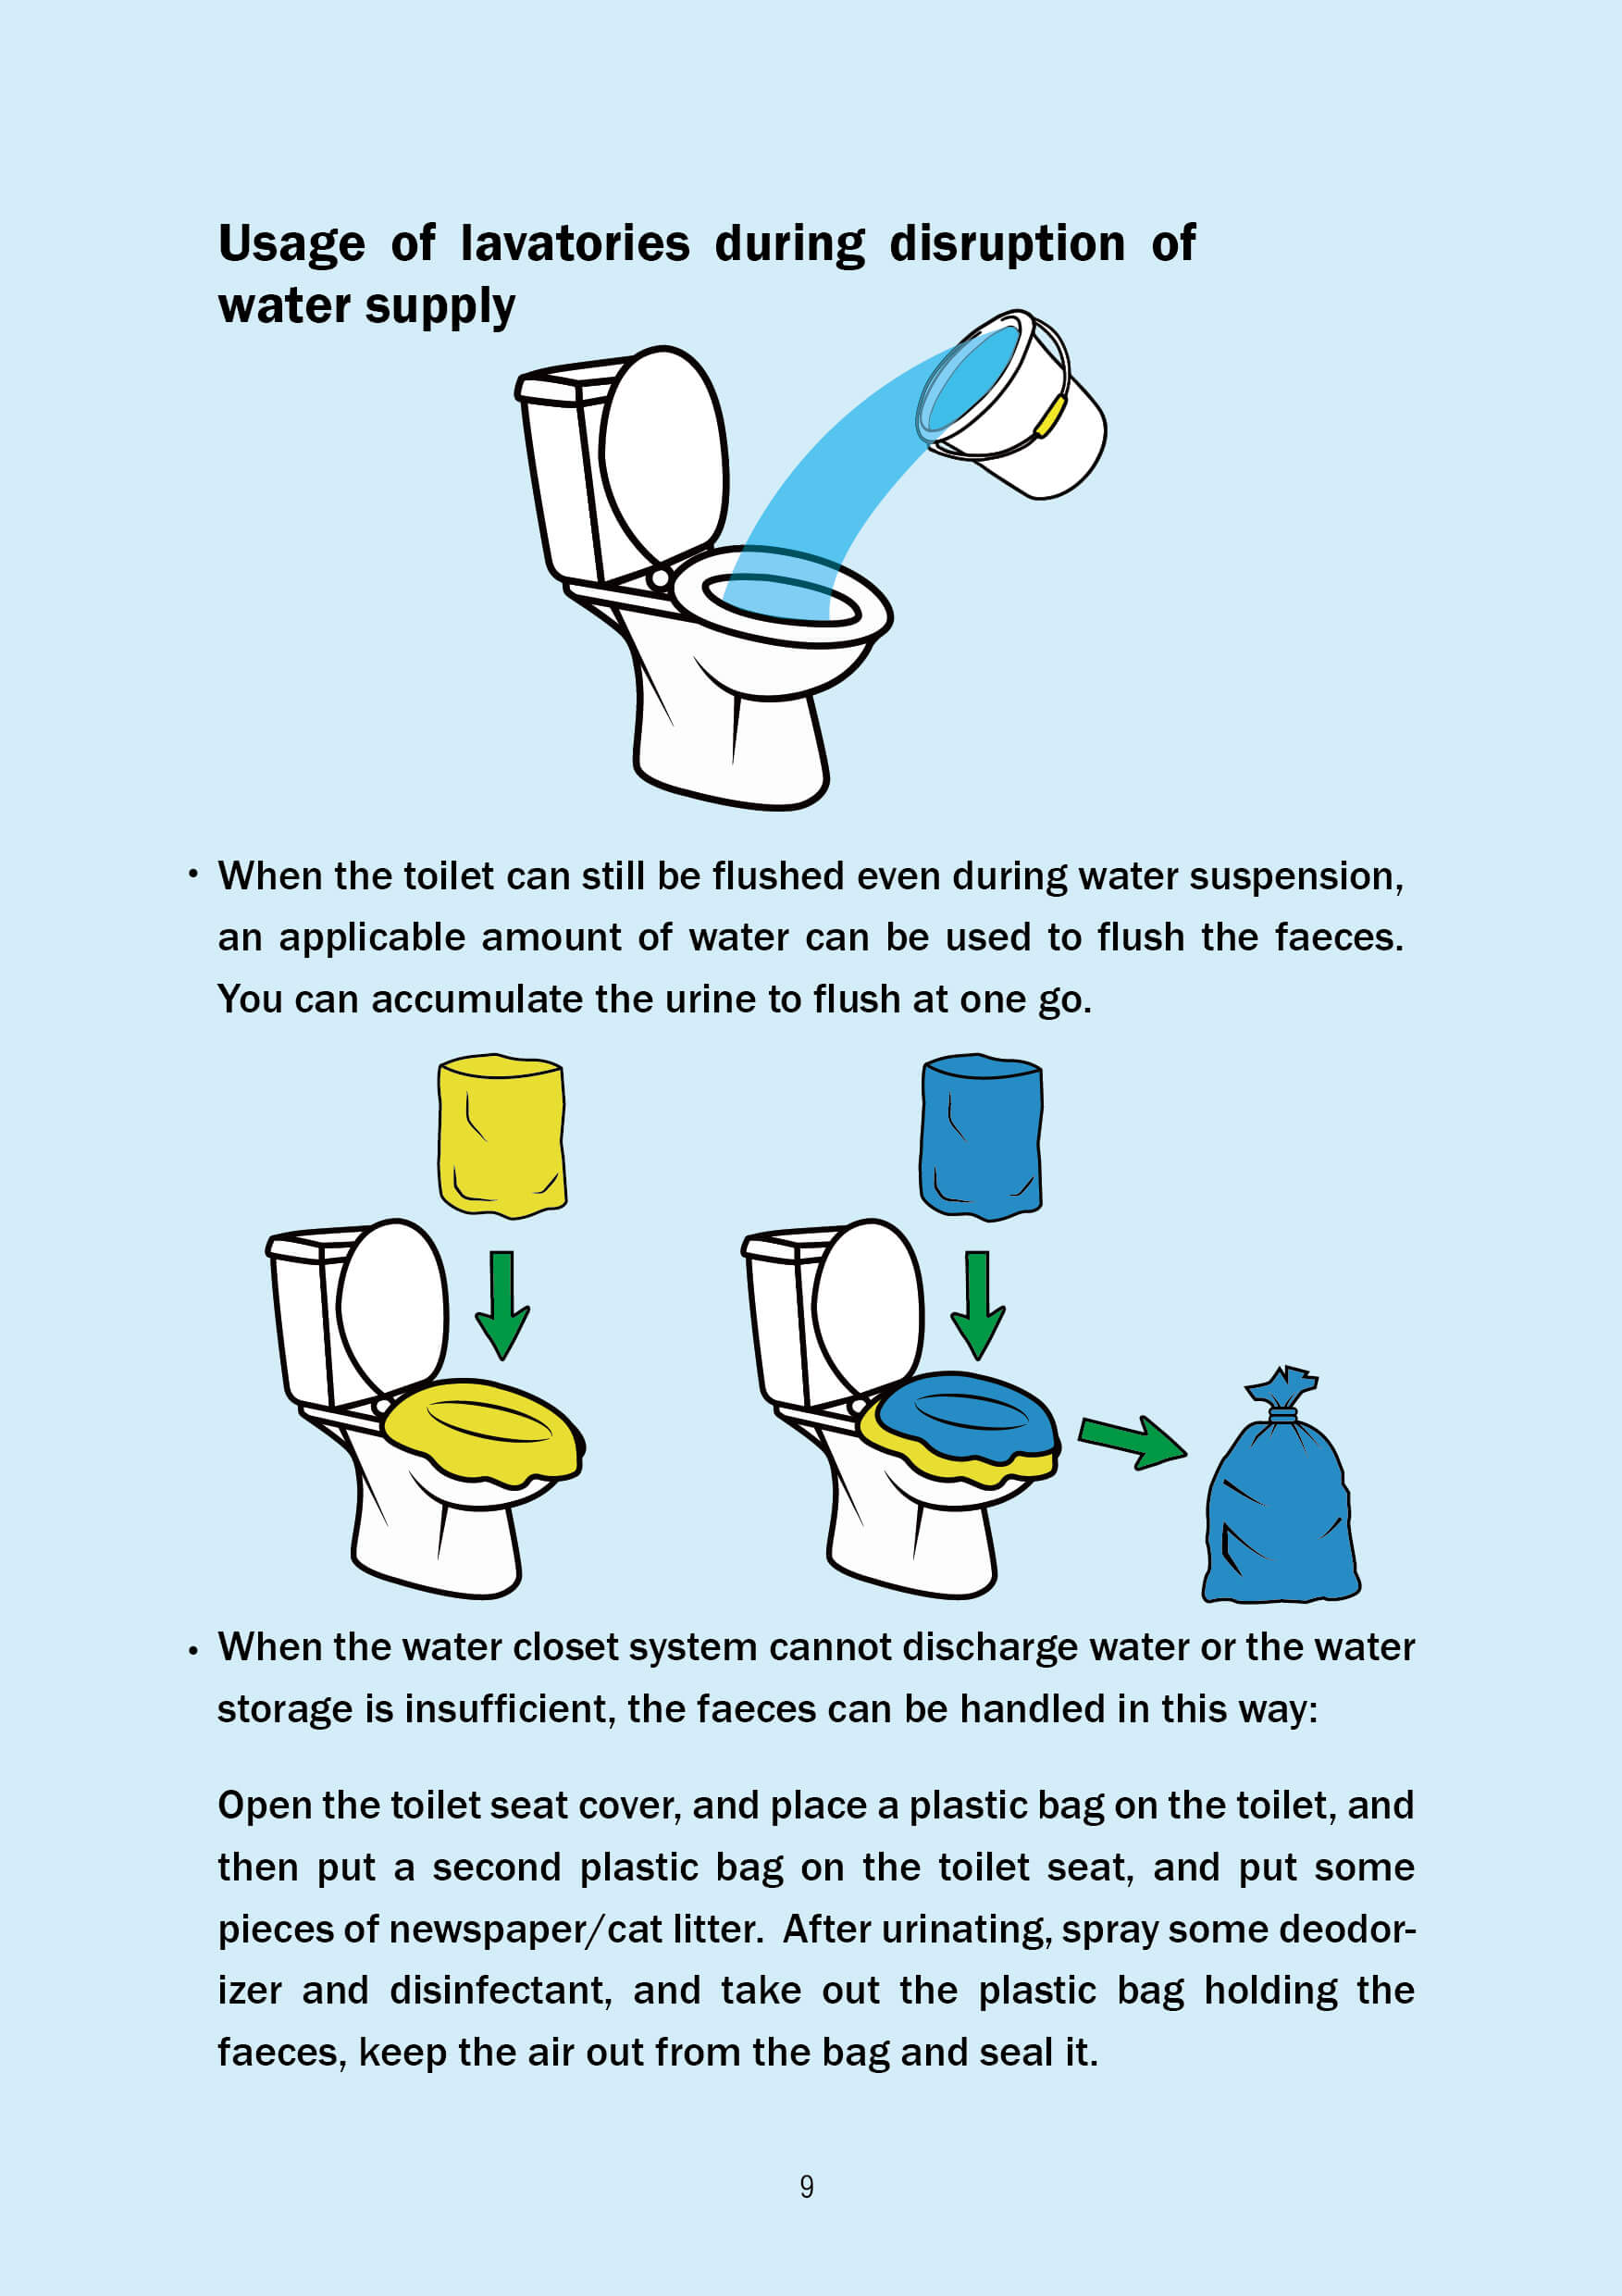 Usage of lavatories during disruption of
water supply
• When the toilet can still be flushed even during water suspension,
an applicable amount of water can be used to flush the faeces.
You can accumulate the urine to flush at one go.
• When the water closet system cannot discharge water or the water
storage is insufficient, the faeces can be handled in this way:
Open the toilet seat cover, and place a plastic bag on the toilet, and
then put a second plastic bag on the toilet seat, and put some
pieces of newspaper/cat litter. After urinating, spray some deodor-
izer and disinfectant, and take out the plastic bag holding the
faeces, keep the air out from the bag and seal it.
9